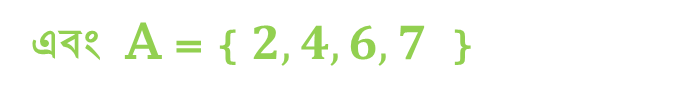 এবং A = { 2, 4, 6, 7 }